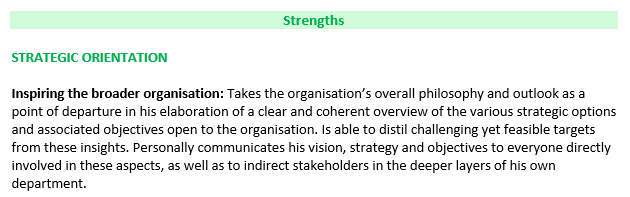 Strengths
STRATEGIC ORIENTATION
Inspiring the broader organisation: Takes the organisation's overall philosophy and outlook as a
point of departure in his elaboration of a clear and coherent overview of the various strategic options
and associated objectives open to the organisation. Is able to distil challenging yet feasible targets
from these insights. Personally communicates his vision, strategy and objectives to everyone directly
involved in these aspects, as well as to indirect stakeholders in the deeper layers of his own
department.